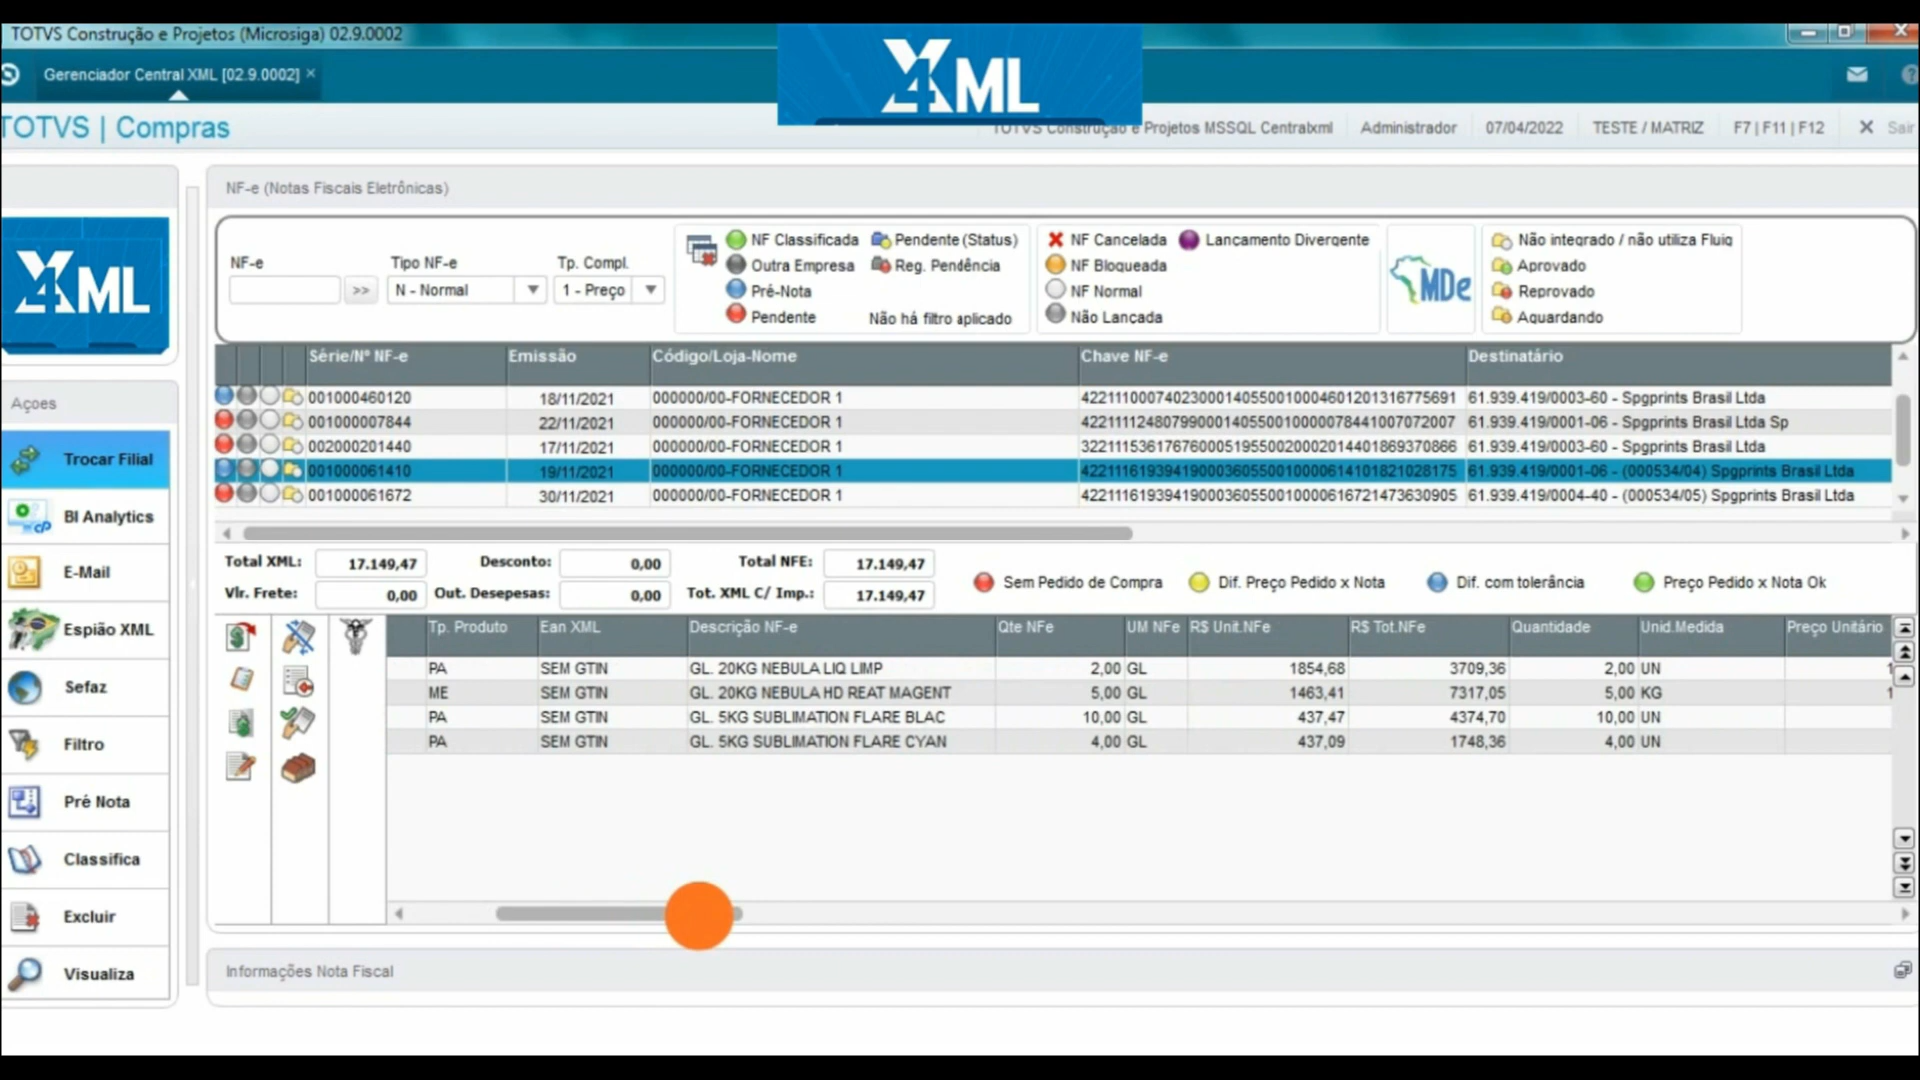 TOTVS Construção e Projetos (Microsiga) 02.9.0002
Gerenciador Central XML [02.9.0002] ×
X4ML
TOTVS | Compras
TOTVS Construção e Projetos MSSQL Centralxml Administrador 07/04/2022 TESTE / MATRIZ F7 | F11 | F12 Sair
X4ML
Açoes
Trocar Filial
BI Analytics
E-Mail
Espião XML
Sefaz
Filtro
Pré Nota
Classifica
Excluir
Visualiza
NF-e (Notas Fiscais Eletrônicas)
NF-e Tipo NF-e Tp. Compl.
>> N - Normal 1 - Preço
NF Classificada Pendente (Status)
Outra Empresa Reg. Pendência
Pré-Nota
Pendente Não há filtro aplicado
NF Cancelada Lancamento Divergente
NF Bloqueada
NF Normal
Não Lançada
MDe
Não integrado / não utiliza Fluig
Aprovado
Reprovado
Aguardando
Série/Nº NF-e Emissão Código/Loja-Nome Chave NF-e Destinatário
001000460120 18/11/2021 000000/00-FORNECEDOR 1 42211100074023000140550010004601201316775691 61.939.419/0003-60 - Spgprints Brasil Ltda
001000007844 22/11/2021 000000/00-FORNECEDOR 1 42211112480799000140550010000078441007072007 61.939.419/0001-06 - Spgprints Brasil Ltda Sp
002000201440 17/11/2021 000000/00-FORNECEDOR 1 32211153617676000519550020002014401869370866 61.939.419/0003-60 - Spgprints Brasil Ltda
001000061410 19/11/2021 000000/00-FORNECEDOR 1 42211161939419000360550010000614101821028175 61.939.419/0001-06 - (000534/04) Spgprints Brasil Ltda
001000061672 30/11/2021 000000/00-FORNECEDOR 1 42211161939419000360550010000616721473630905 61.939.419/0004-40 - (000534/05) Spgprints Brasil Ltda
Total XML: 17.149,47 Desconto: 0,00 Total NFE: 17.149,47
Vlr. Frete: 0,00 Out. Desepesas: 0,00 Tot. XML C/ Imp.: 17.149,47
Sem Pedido de Compra Dif. Preço Pedido x Nota Dif. com tolerância Preço Pedido x Nota Ok
Tp. Produto Ean XML Descrição NF-e Qte NFe UM NFe R$ Unit.NFe R$ Tot.NFe Quantidade Unid.Medida Preço Unitário
PA SEM GTIN GL. 20KG NEBULA LIQ LIMP 2,00 GL 1854,68 3709,36 2,00 UN 1
ME SEM GTIN GL. 20KG NEBULA HD REAT MAGENT 5,00 GL 1463,41 7317,05 5,00 KG 1
PA SEM GTIN GL. 5KG SUBLIMATION FLARE BLAC 10,00 GL 437,47 4374,70 10,00 UN
PA SEM GTIN GL. 5KG SUBLIMATION FLARE CYAN 4,00 GL 437,09 1748,36 4,00 UN
Informações Nota Fiscal